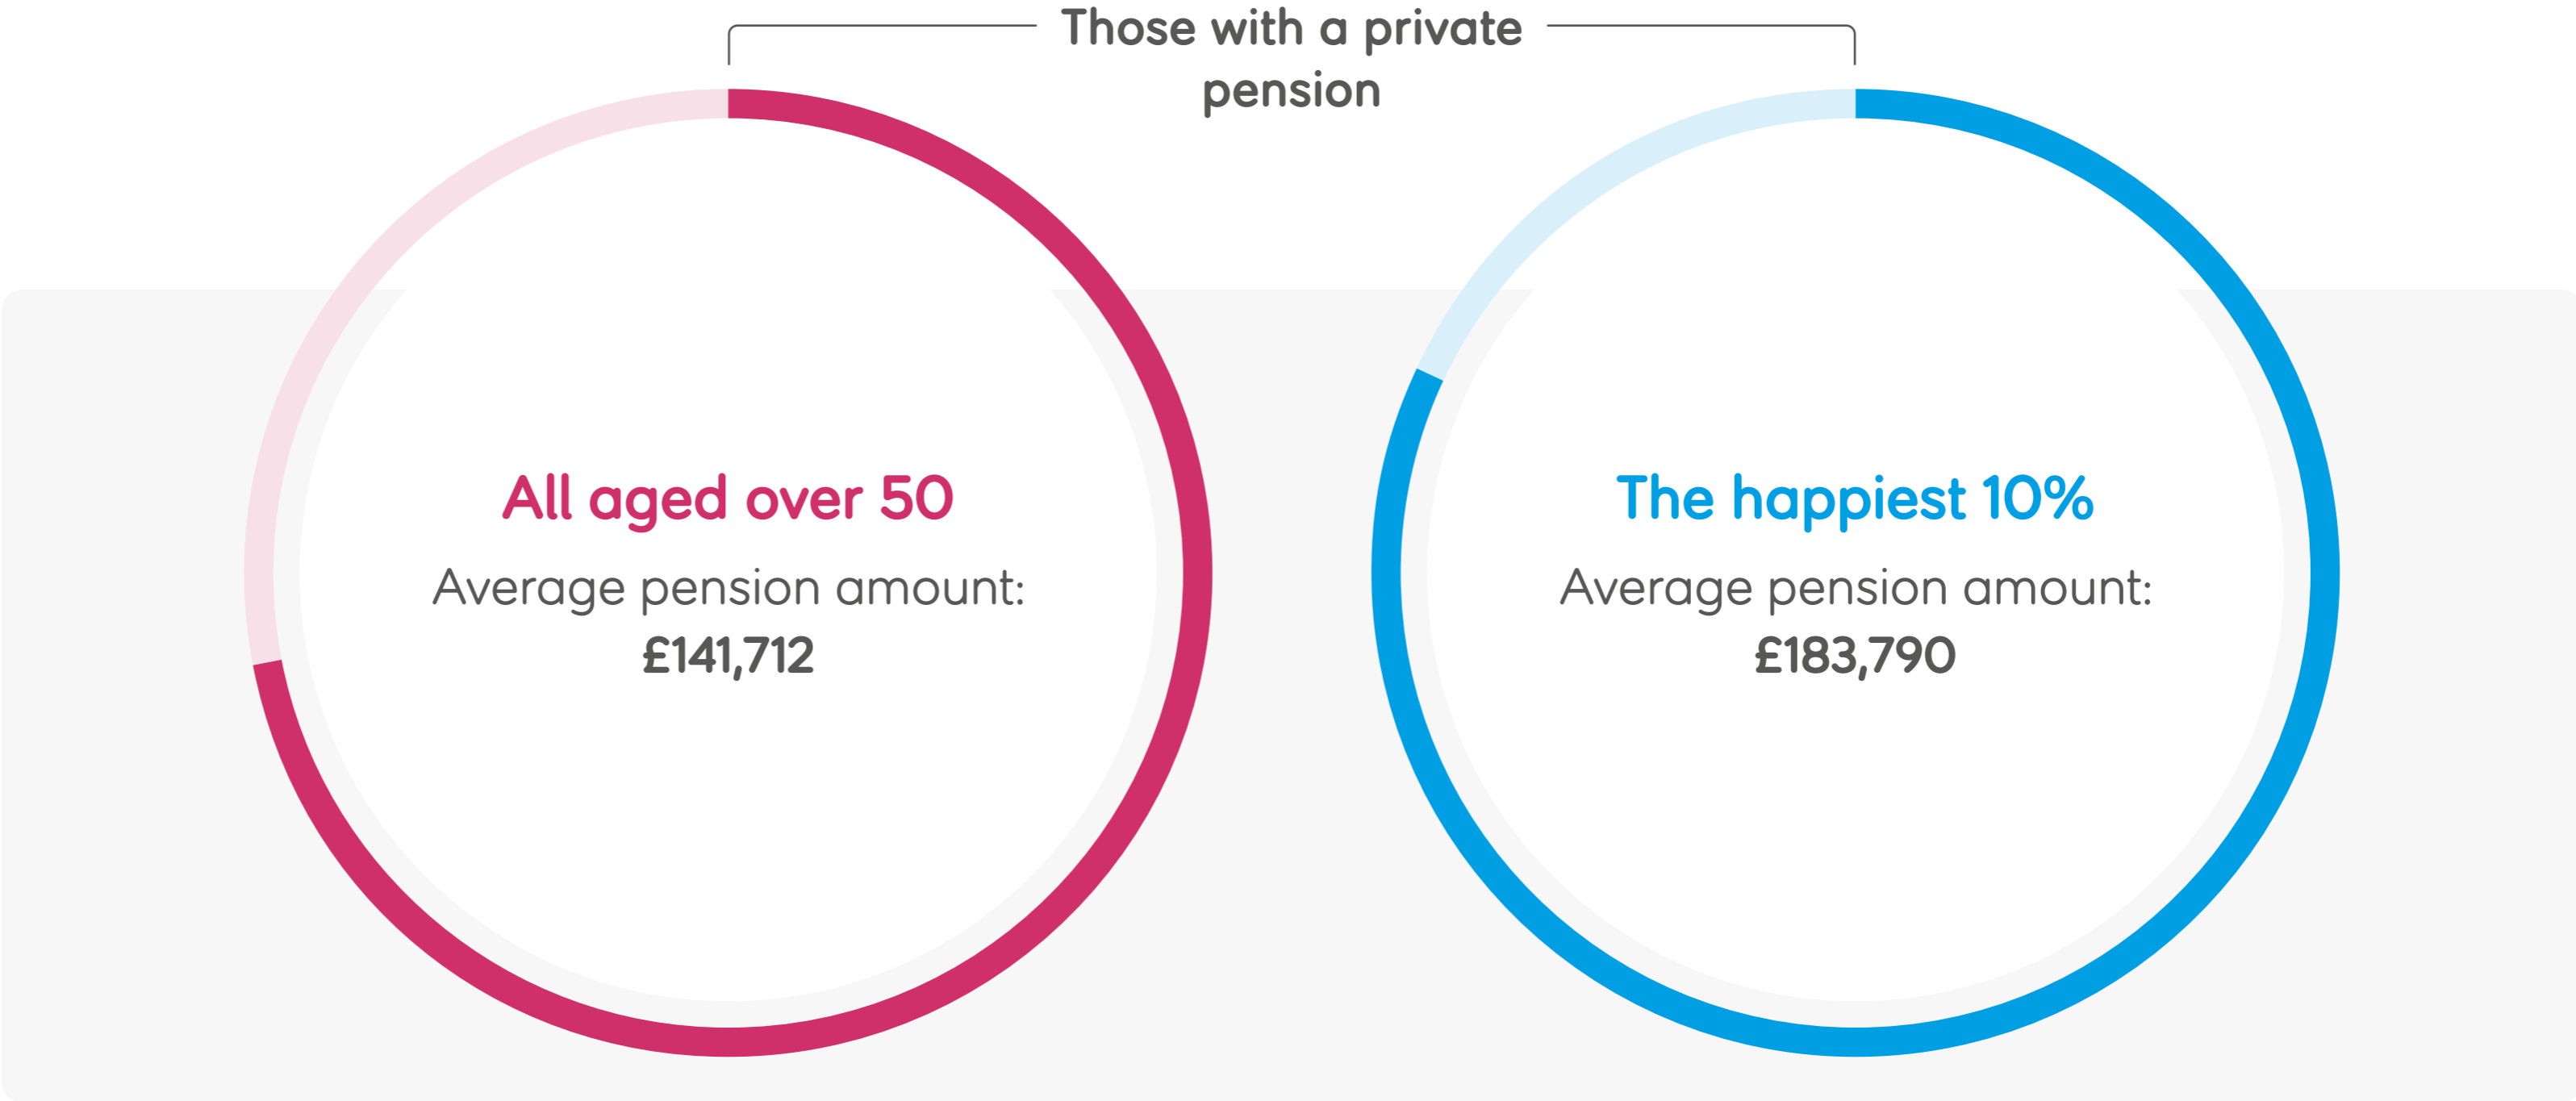 Those with a private
pension
All aged over 50
Average pension amount:
£141,712
The happiest 10%
Average pension amount:
£183,790